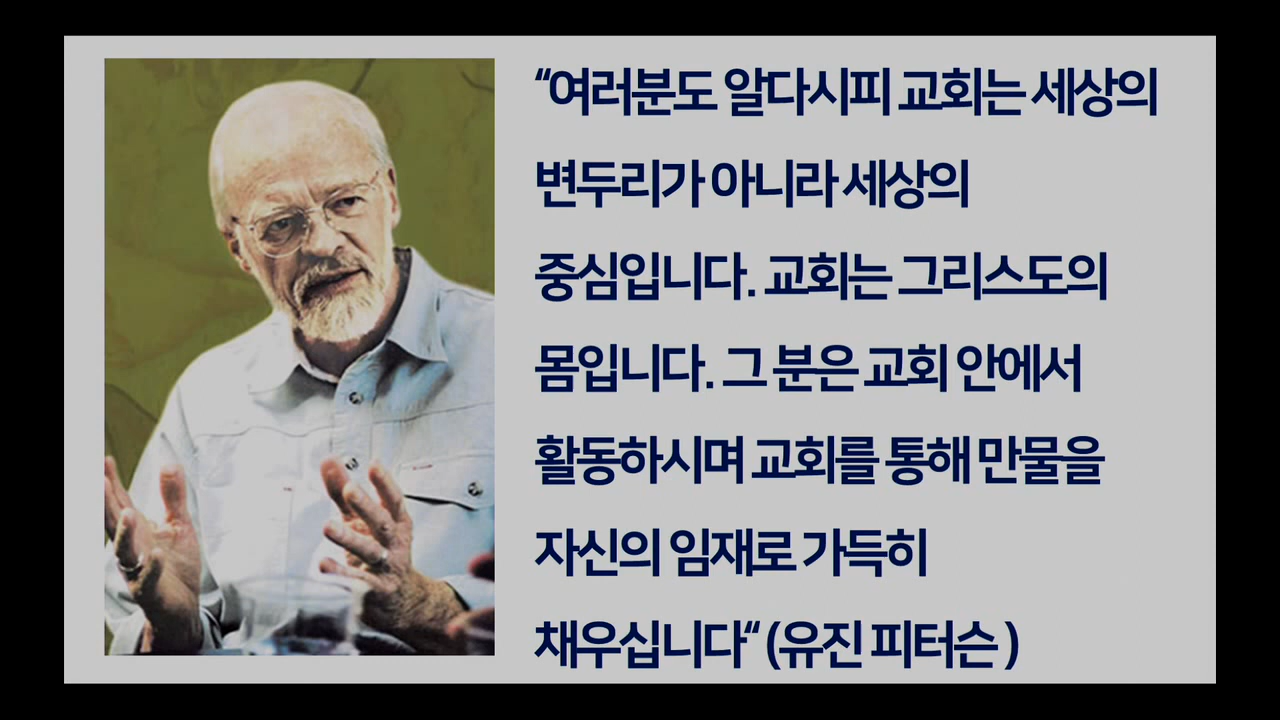 “여러분도 알다시피 교회는 세상의
변두리가 아니라 세상의
중심입니다. 교회는 그리스도의
몸입니다. 그 분은 교회 안에서
활동하시며 교회를 통해 만물을
자신의 임재로 가득히
채우십니다“ (유진 피터슨 )